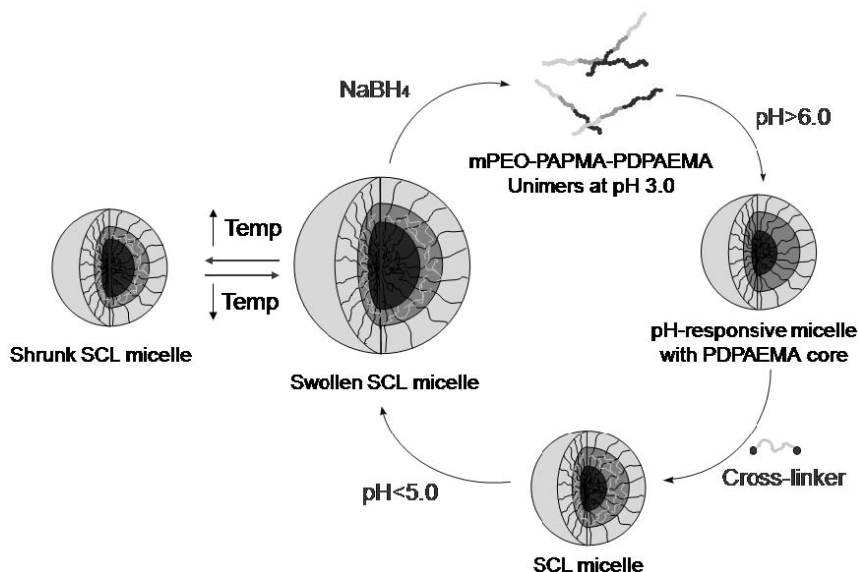 NaBH₄
mPEO-PAPMA-PDPAEMA
Unimers at pH 3.0
pH>6.0
pH-responsive micelle
with PDPAEMA core
Cross-linker
SCL micelle
pH<5.0
Swollen SCL micelle
Temp
Temp
Shrunk SCL micelle